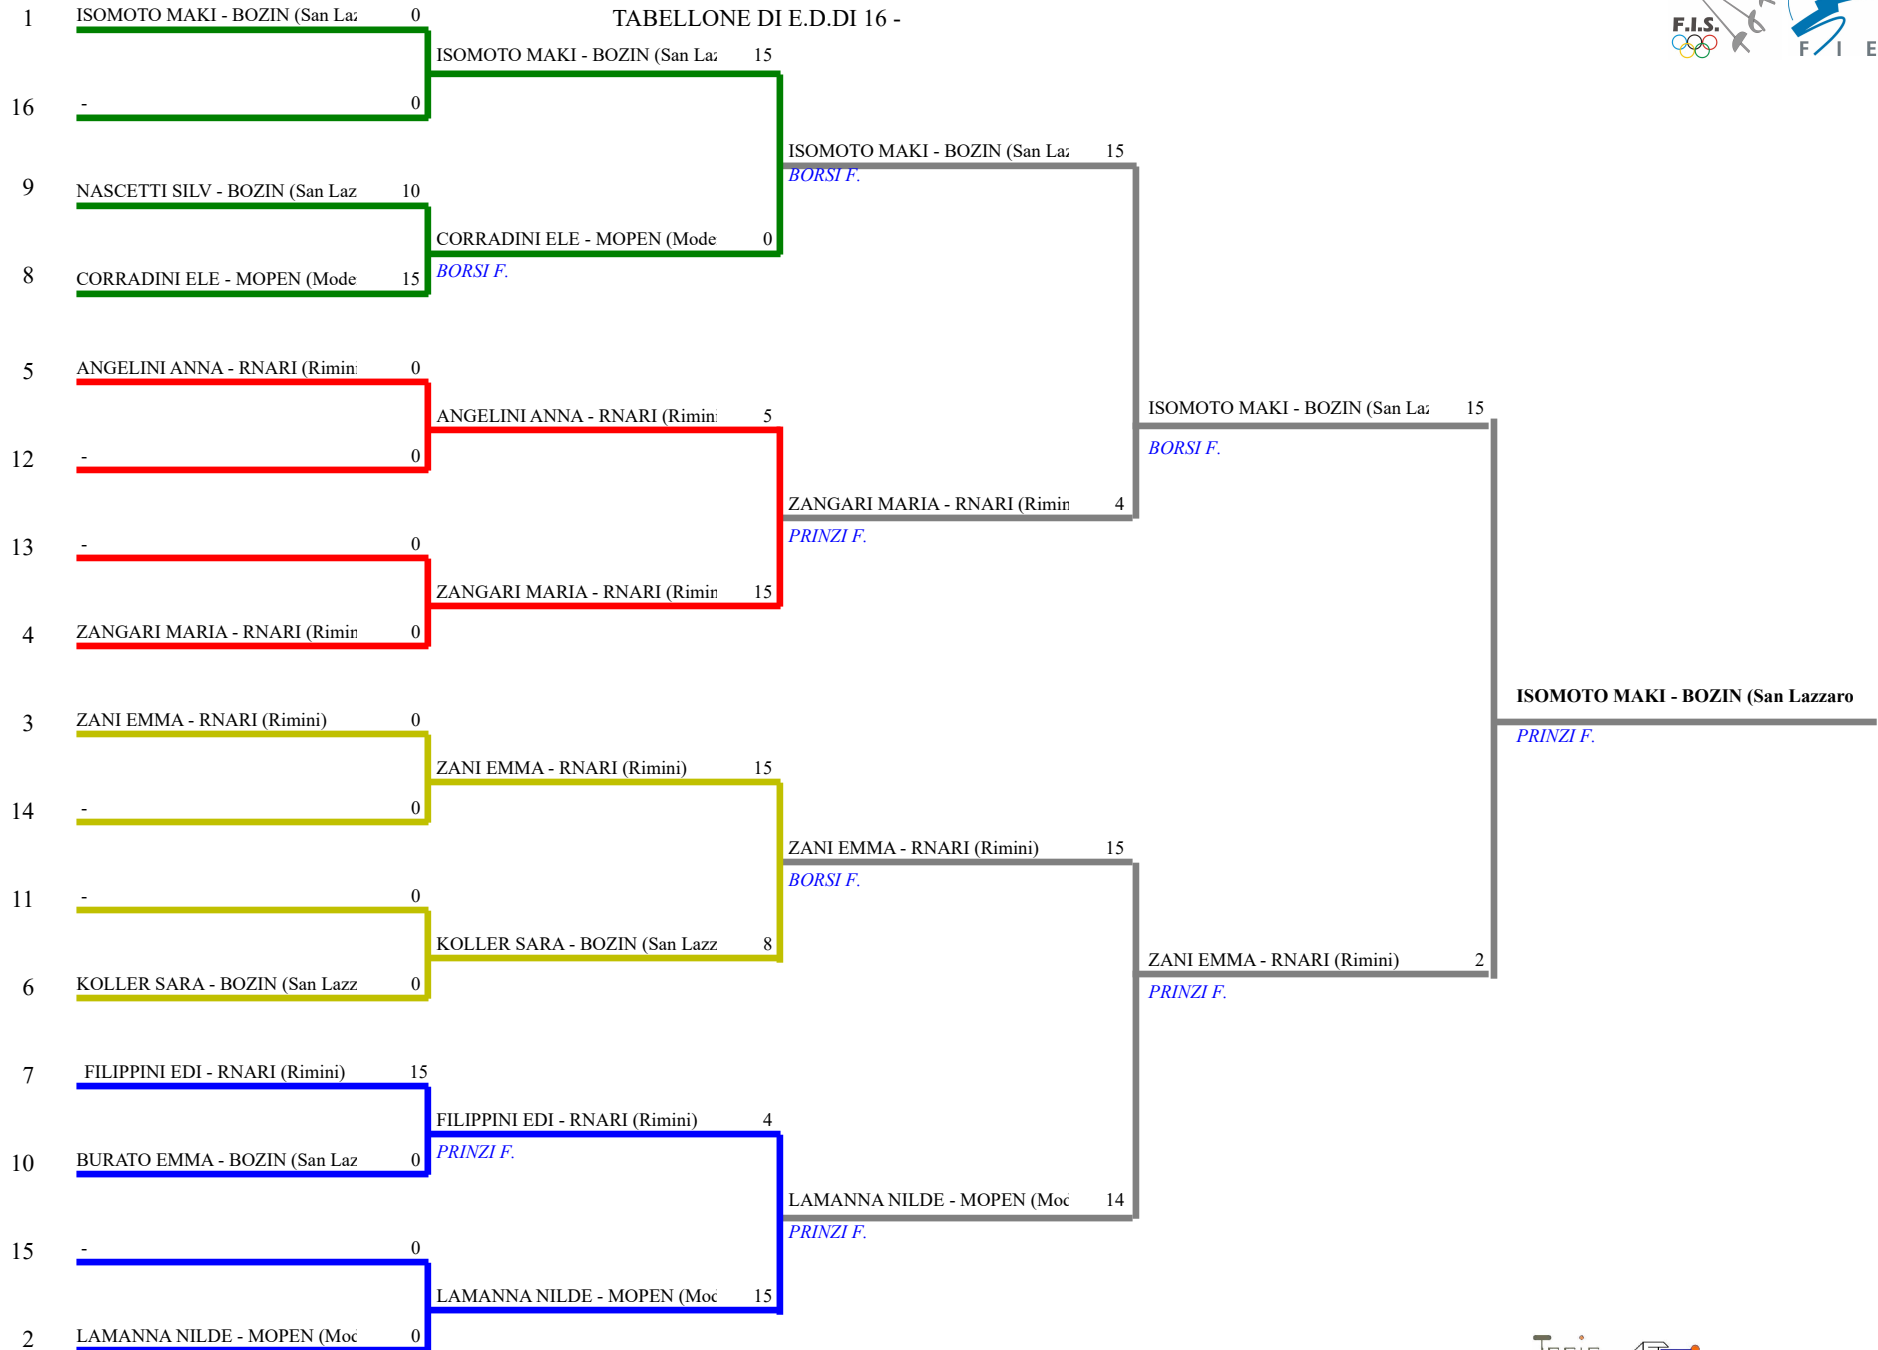 TABELLONE DI E.D.DI 16 -
F.I.S.
F I E
1 ISOMOTO MAKI - BOZIN (San Laz 0
ISOMOTO MAKI - BOZIN (San Laz 15
16 - 0
ISOMOTO MAKI - BOZIN (San Laz 15
BORSI F.
9 NASCETTI SILV - BOZIN (San Laz 10
CORRADINI ELE - MOPEN (Mode 0
BORSI F.
8 CORRADINI ELE - MOPEN (Mode 15
5 ANGELINI ANNA - RNARI (Rimini 0
ANGELINI ANNA - RNARI (Rimini 5
ISOMOTO MAKI - BOZIN (San Laz 15
BORSI F.
12 - 0
ZANGARI MARIA - RNARI (Rimin 4
PRINZI F.
13 - 0
ZANGARI MARIA - RNARI (Rimin 15
4 ZANGARI MARIA - RNARI (Rimin 0
ISOMOTO MAKI - BOZIN (San Lazzaro
PRINZI F.
3 ZANI EMMA - RNARI (Rimini) 0
ZANI EMMA - RNARI (Rimini) 15
14 - 0
ZANI EMMA - RNARI (Rimini) 15
BORSI F.
11 - 0
KOLLER SARA - BOZIN (San Lazz 8
ZANI EMMA - RNARI (Rimini) 2
PRINZI F.
6 KOLLER SARA - BOZIN (San Lazz 0
7 FILIPPINI EDI - RNARI (Rimini) 15
FILIPPINI EDI - RNARI (Rimini) 4
PRINZI F.
10 BURATO EMMA - BOZIN (San Laz 0
LAMANNA NILDE - MOPEN (Mod 14
PRINZI F.
15 - 0
LAMANNA NILDE - MOPEN (Mod 15
2 LAMANNA NILDE - MOPEN (Mod 0